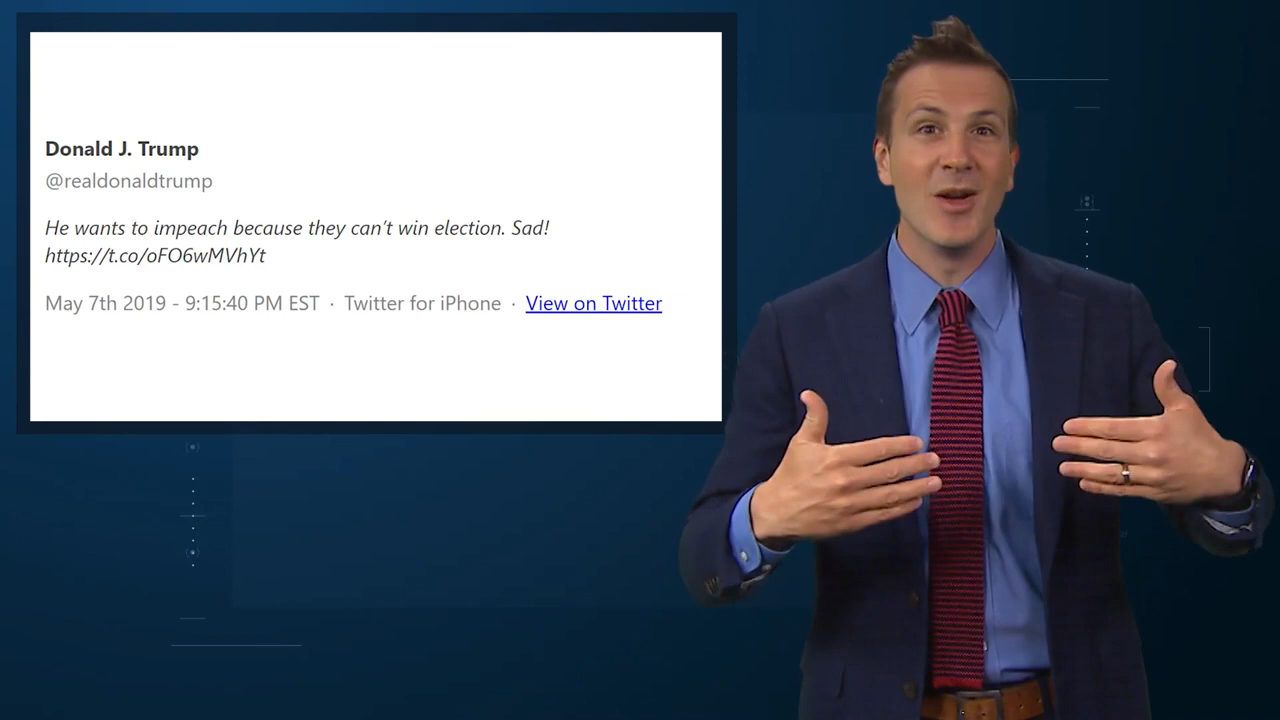 Donald J. Trump
@realdonaldtrump
He wants to impeach because they can't win election. Sad!
https://t.co/oFO6wMVhYt
May 7th 2019 - 9:15:40 PM EST · Twitter for iPhone · View on Twitter